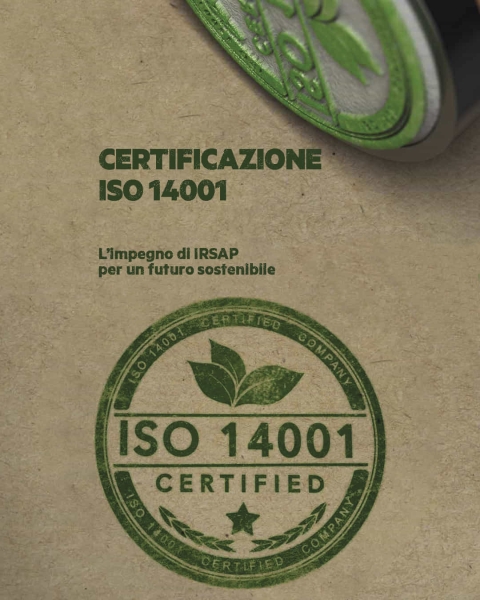 CERTIFICAZIONE
ISO 14001
L'impegno di IRSAP
per un futuro sostenibile
ISO 14001 CERTIFIED COMPANY
ISO 14001
CERTIFIED
ISO 14001 CERTIFIED COMPANY